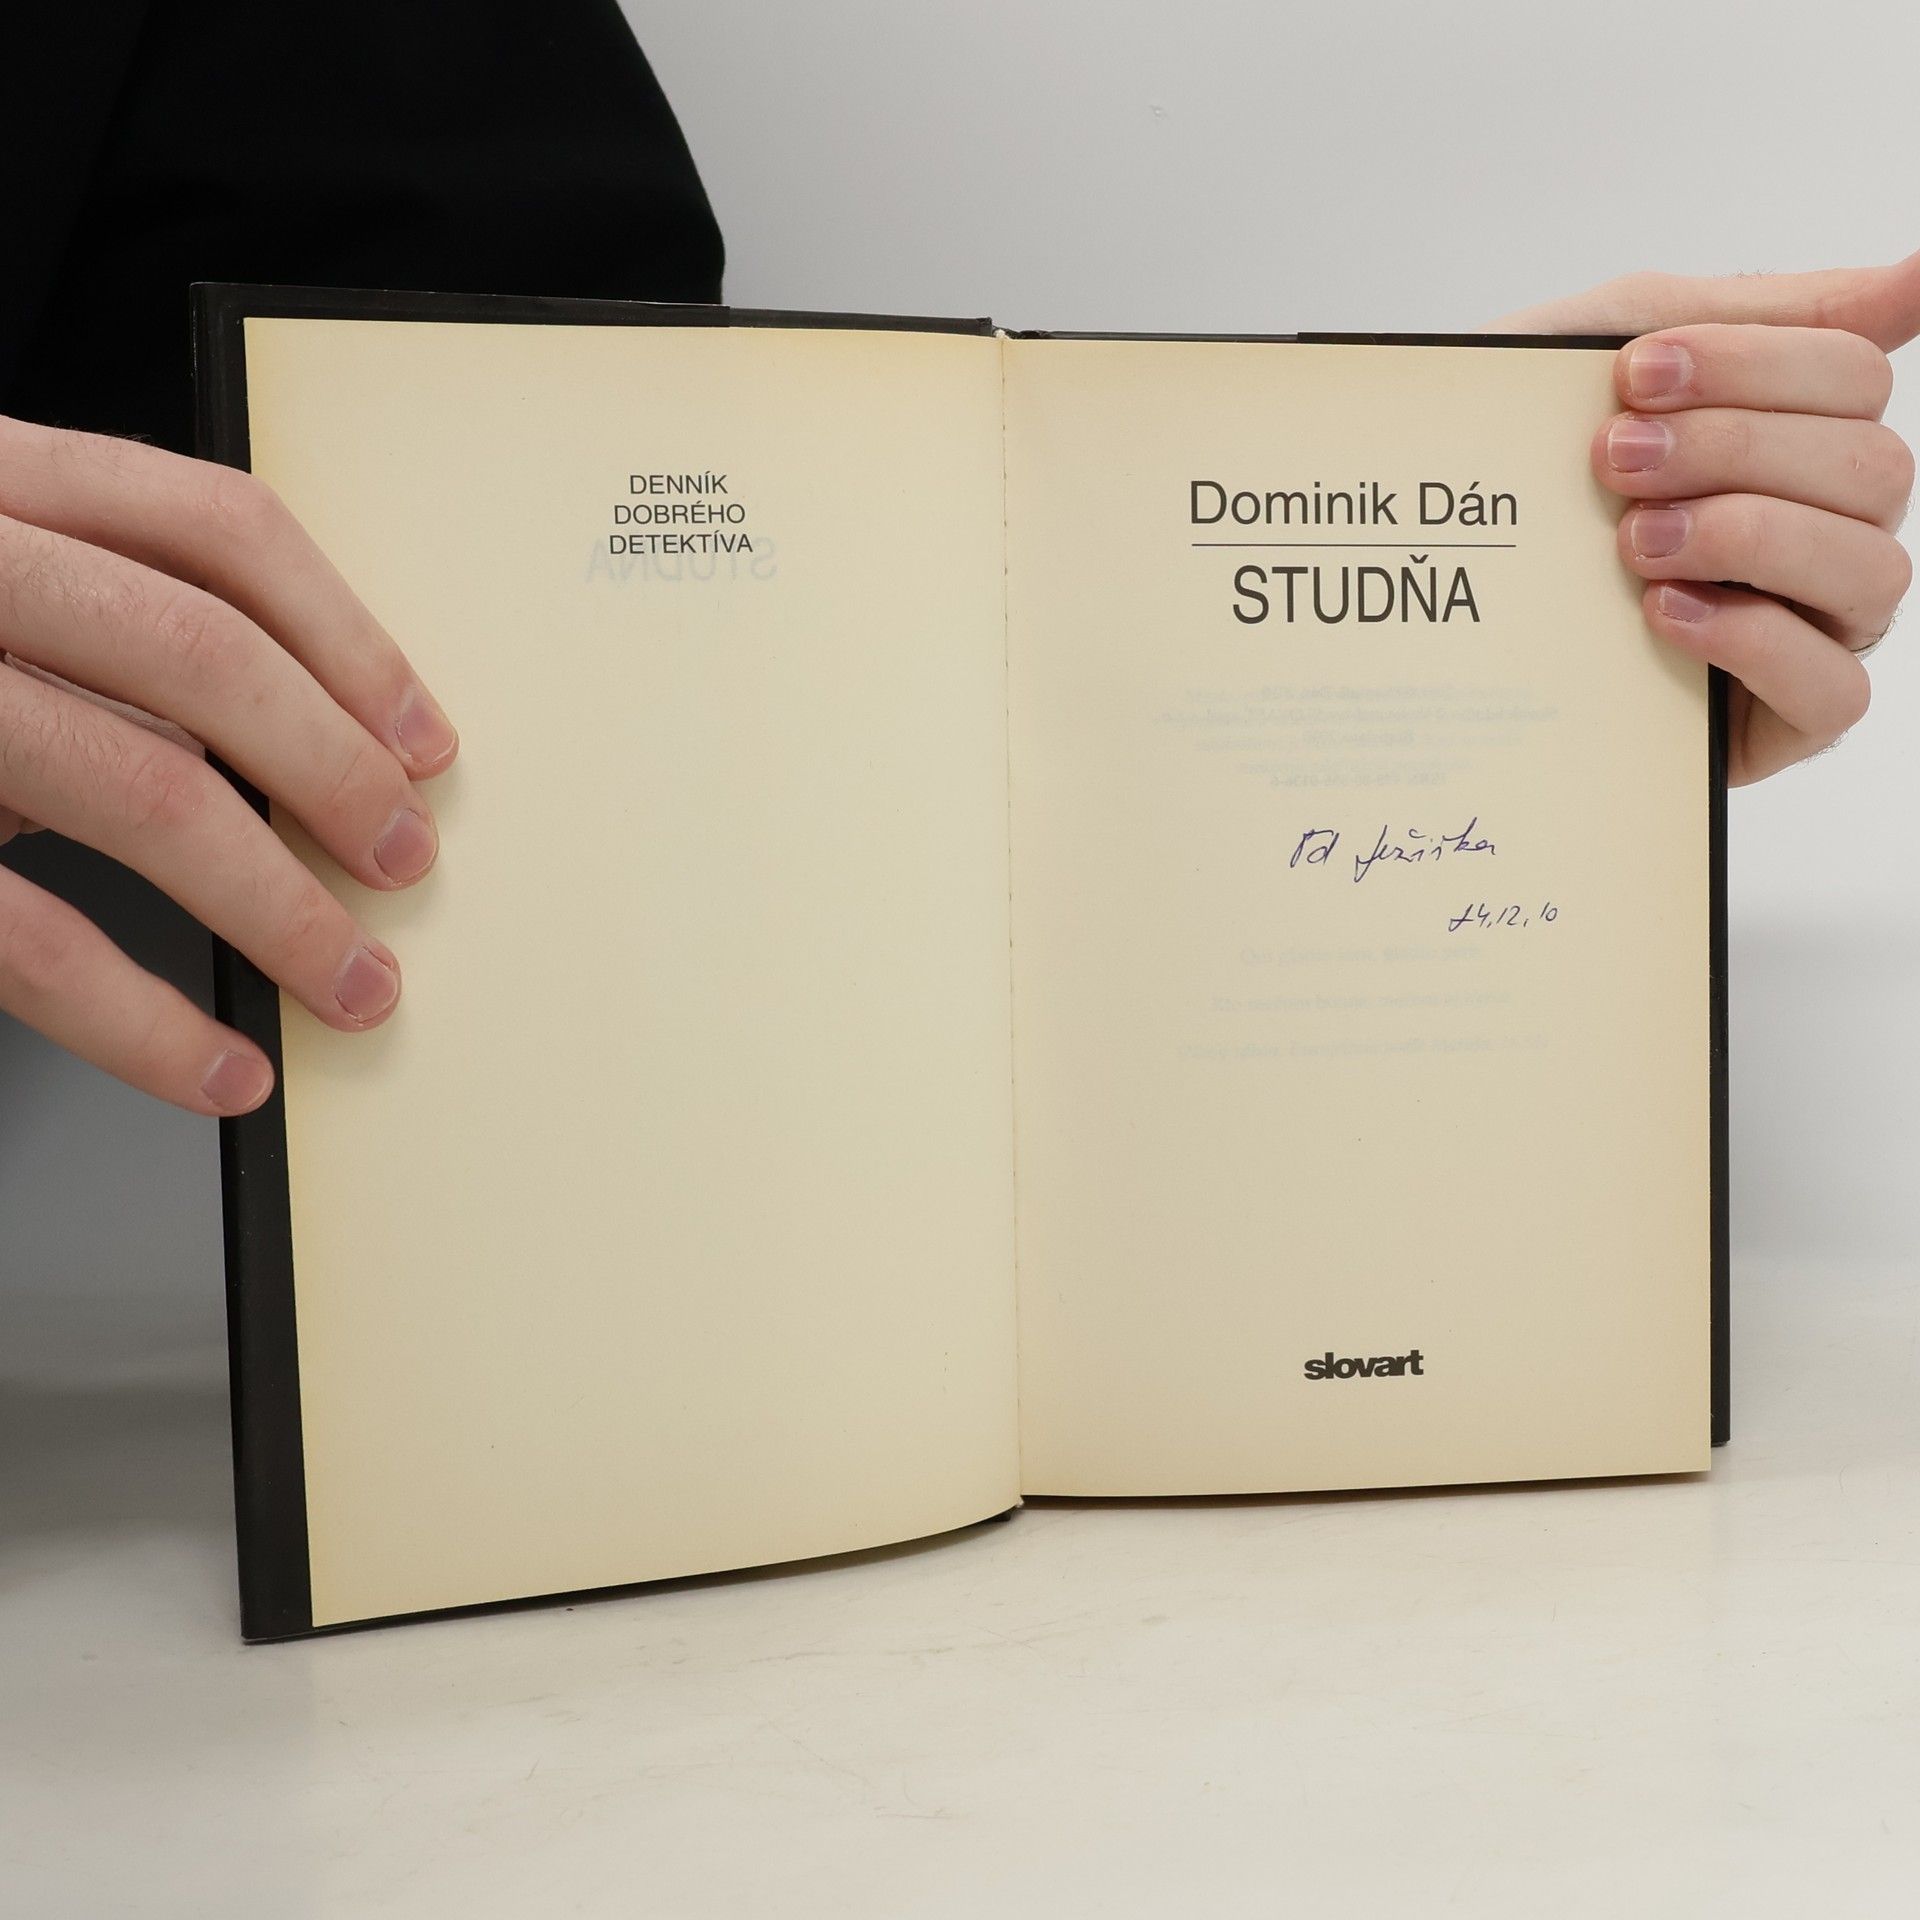 DENNÍK
DOBRÉHO
DETEKTÍVA
Dominik Dán
STUDŇA
Od Ježiška
24.12.10
slovart